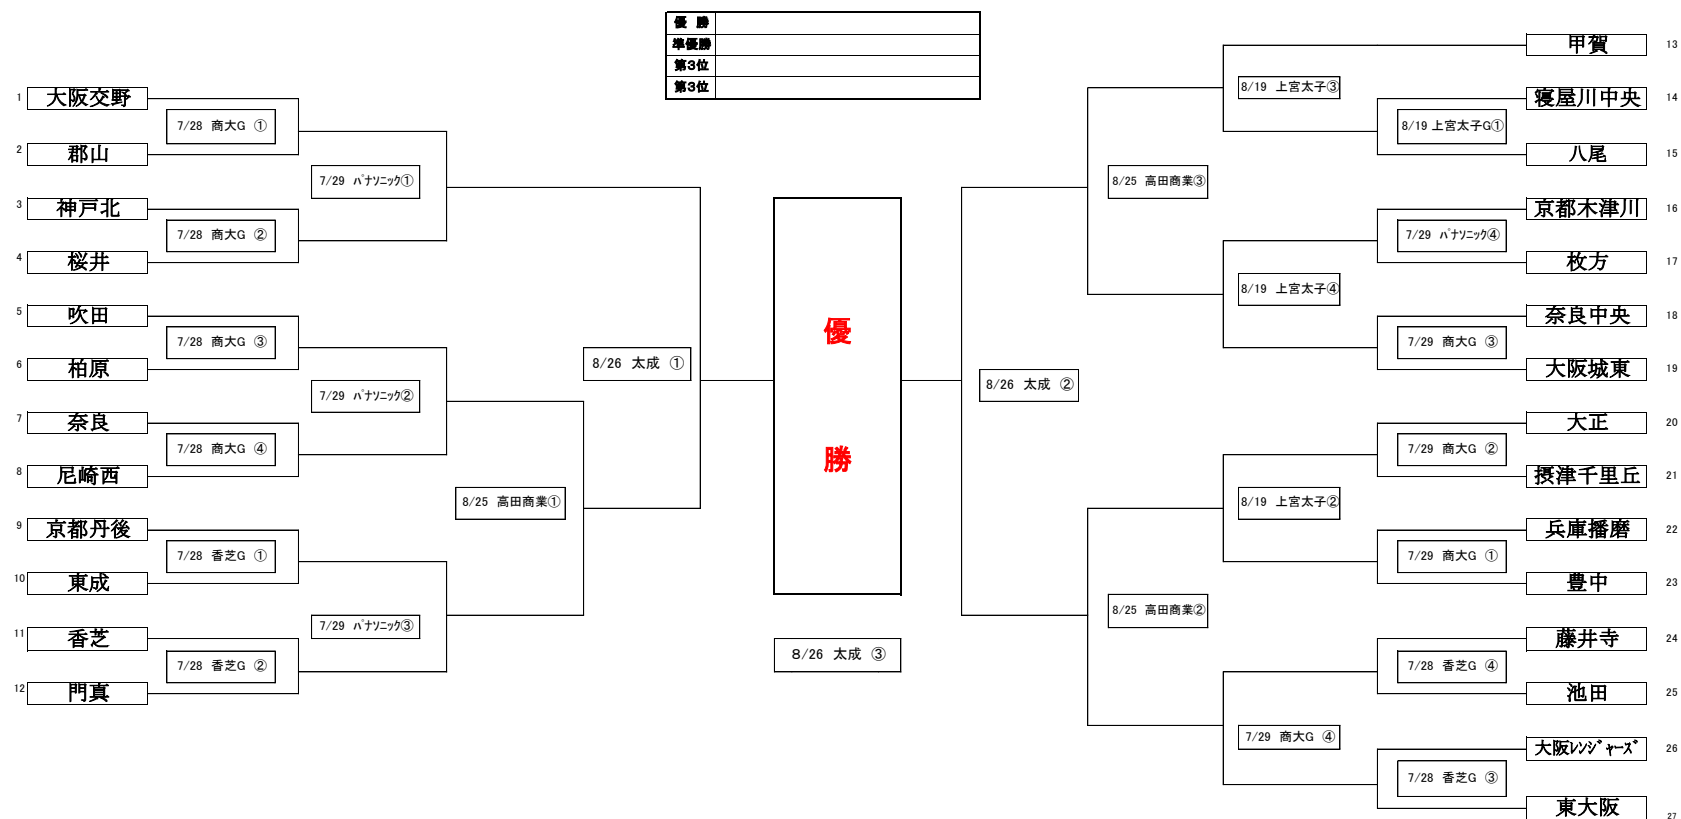 優 勝
準優勝
第3位
第3位
1 大阪交野
7/28 商大G ①
2 郡山
7/29 パナソニック①
3 神戸北
7/28 商大G ②
4 桜井
5 吹田
7/28 商大G ③
6 柏原
7/29 パナソニック②
7 奈良
7/28 商大G ④
8 尼崎西
8/25 高田商業①
9 京都丹後
7/28 香芝G ①
10 東成
7/29 パナソニック③
11 香芝
7/28 香芝G ②
12 門真
8/26 太成 ①
優
勝
8/26 太成 ③
8/26 太成 ②
甲賀 13
8/19 上宮太子③
寝屋川中央 14
8/19 上宮太子G①
八尾 15
8/25 高田商業③
京都木津川 16
7/29 パナソニック④
枚方 17
8/19 上宮太子④
奈良中央 18
7/29 商大G ③
大阪城東 19
大正 20
7/29 商大G ②
摂津千里丘 21
8/19 上宮太子②
兵庫播磨 22
7/29 商大G ①
豊中 23
8/25 高田商業②
藤井寺 24
7/28 香芝G ④
池田 25
7/29 商大G ④
大阪レンジャーズ 26
7/28 香芝G ③
東大阪 27